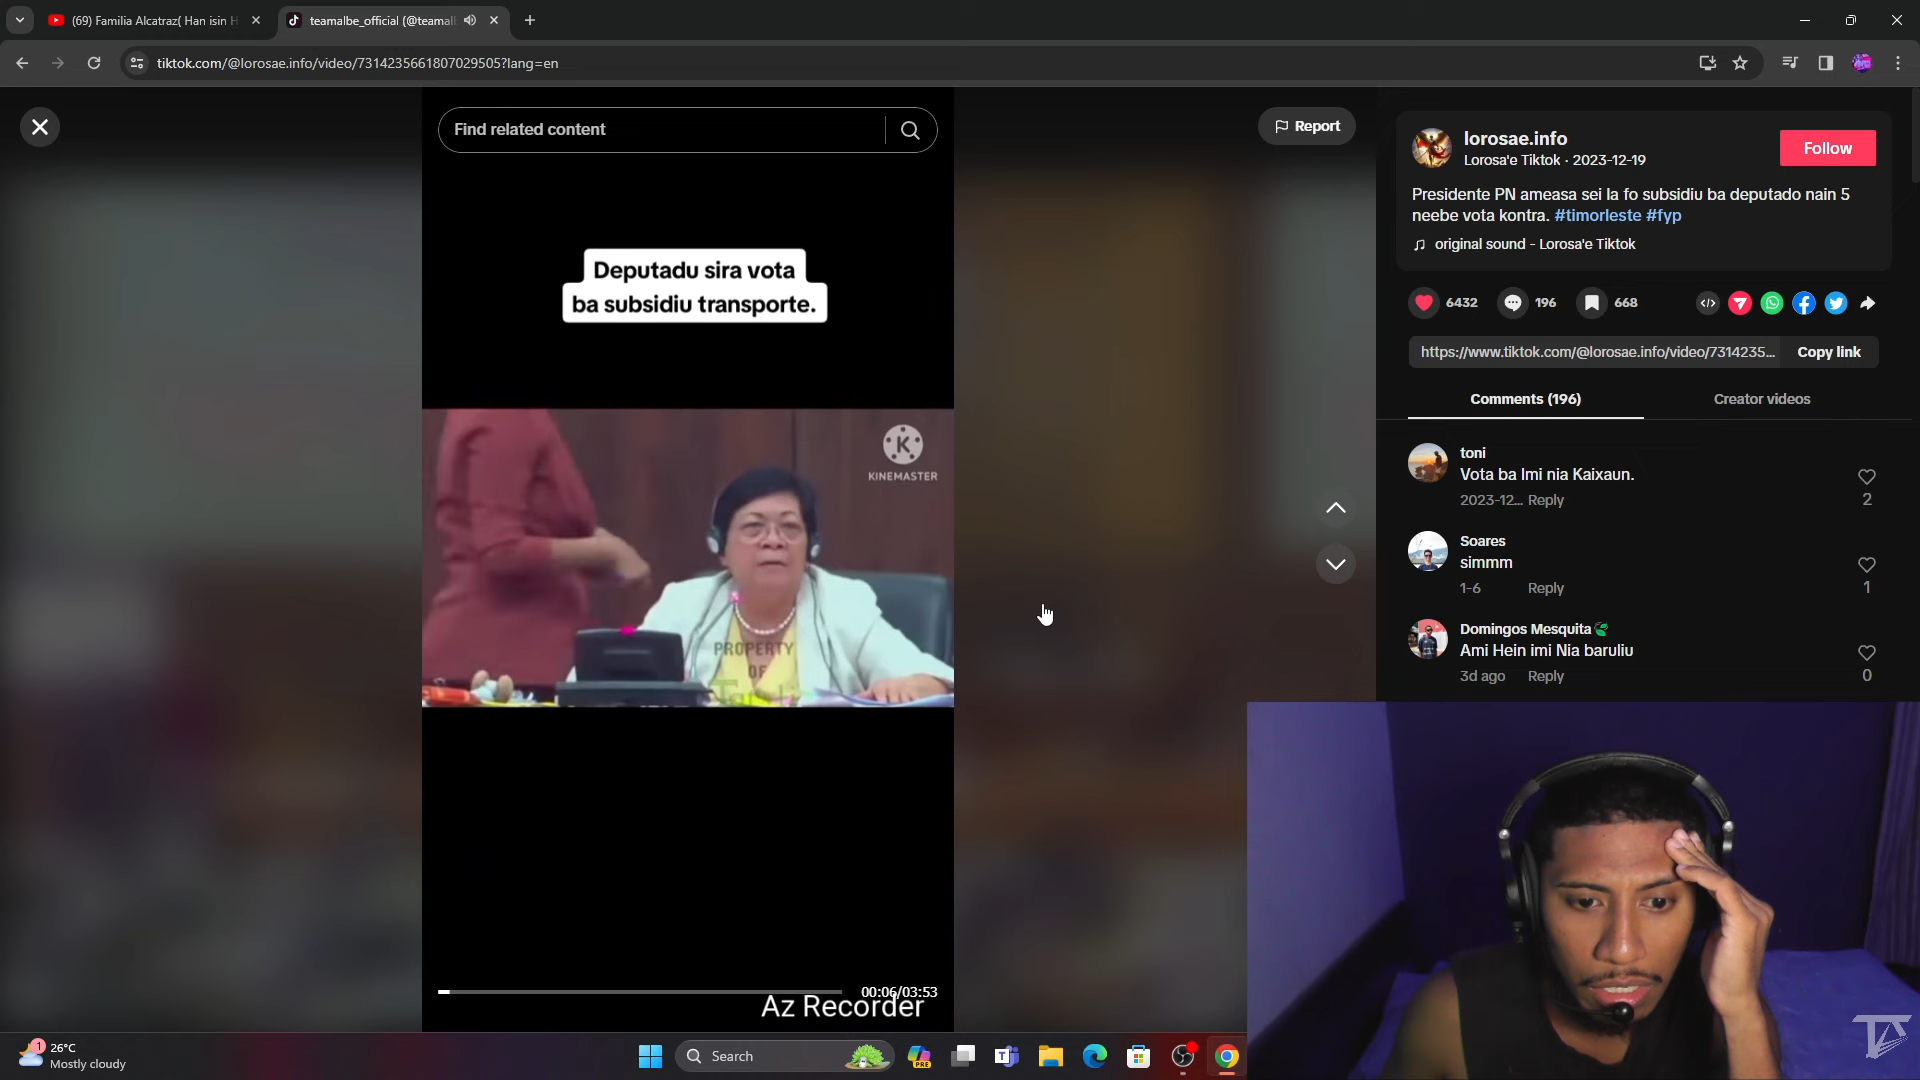 (69) Familia Alcatraz( Han isin H
teamalbe_official (@teamall
tiktok.com/@lorosae.info/video/7314235661807029505?lang=en
Find related content
Report
Deputadu sira vota
ba subsidiu transporte.
K
KINEMASTER
PROPERTY
OF
00:06/03:53
Az Recorder
lorosae.info
Lorosa'e Tiktok · 2023-12-19
Follow
Presidente PN ameasa sei la fo subsidiu ba deputado nain 5
neebe vota kontra. #timorleste #fyp
original sound - Lorosa'e Tiktok
6432
196
668
https://www.tiktok.com/@lorosae.info/video/7314235...
Copy link
Comments (196)
Creator videos
toni
Vota ba Imi nia Kaixaun.
2023-12... Reply
2
Soares
simmm
1-6 Reply
1
Domingos Mesquita
Ami Hein imi Nia baruliu
3d ago Reply
0
1
26°C
Mostly cloudy
Search
PRE